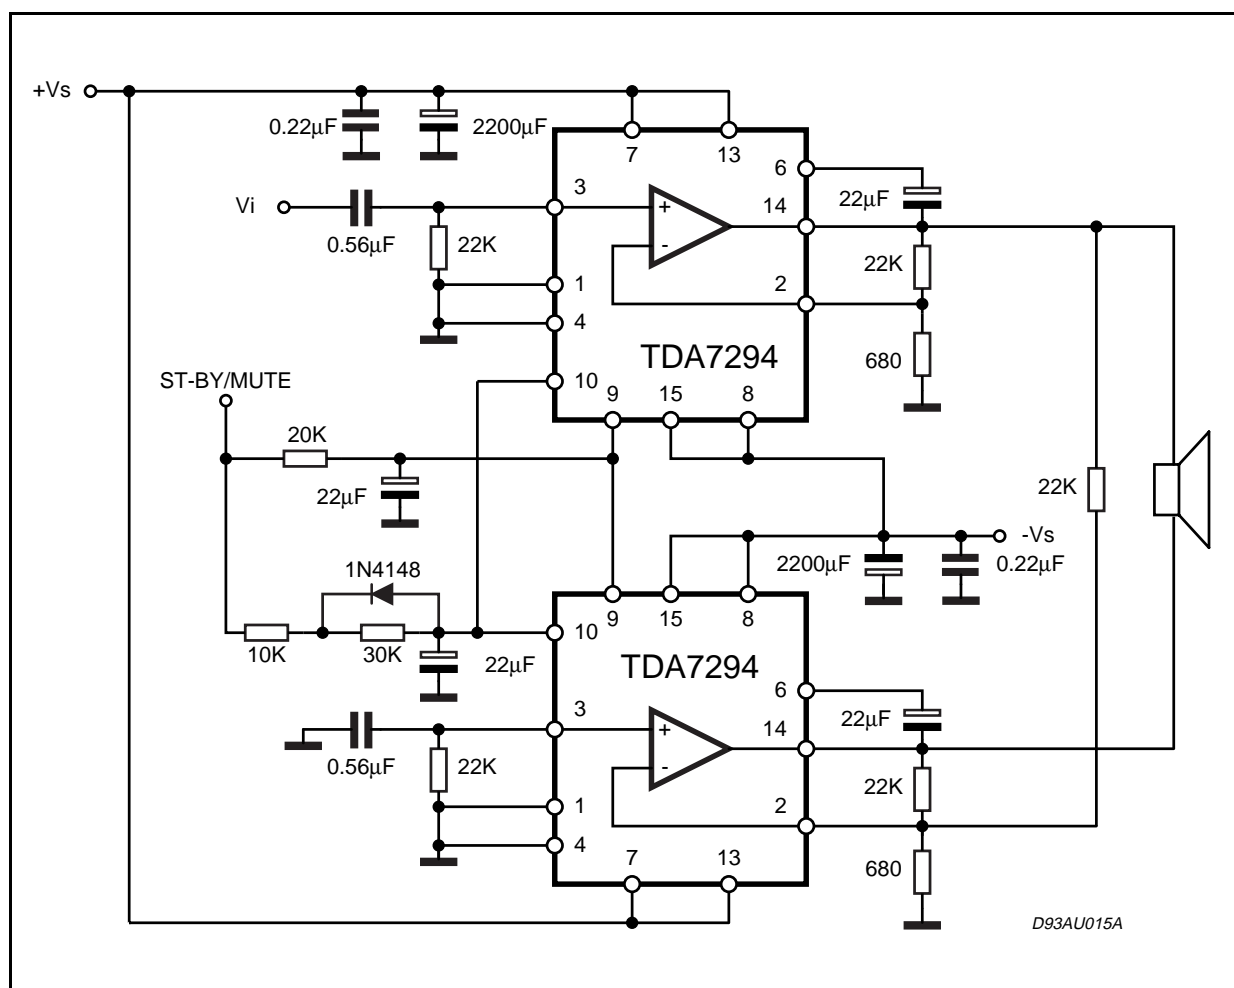 +Vs
0.22μF
2200μF
7
13
6
3
14
22μF
Vi
+
-
0.56μF
22K
22K
1
2
4
TDA7294
680
ST-BY/MUTE
10
9
15
8
20K
22μF
22K
-Vs
2200μF
0.22μF
1N4148
9
15
8
10
10K
30K
22μF
TDA7294
6
3
14
22μF
+
-
0.56μF
22K
22K
1
2
4
7
13
680
D93AU015A